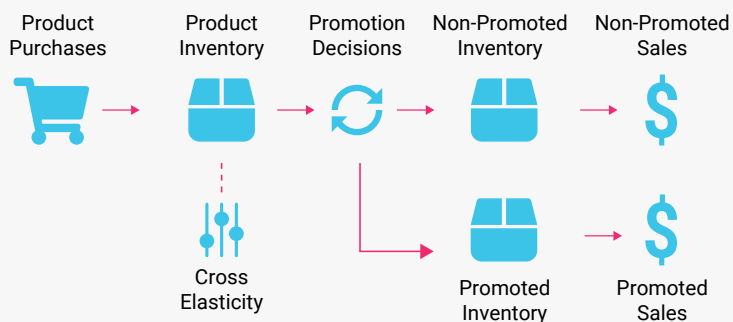 Product
Purchases
Product
Inventory
Promotion
Decisions
Non-Promoted
Inventory
Non-Promoted
Sales
Cross
Elasticity
Promoted
Inventory
Promoted
Sales